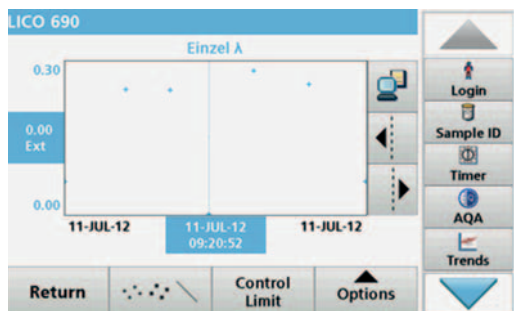 LICO 690
Einzel λ
0.30
0.00
Ext
0.00
11-JUL-12
11-JUL-12
09:20:52
11-JUL-12
Return
Control
Limit
Options
Login
Sample ID
Timer
AQA
Trends